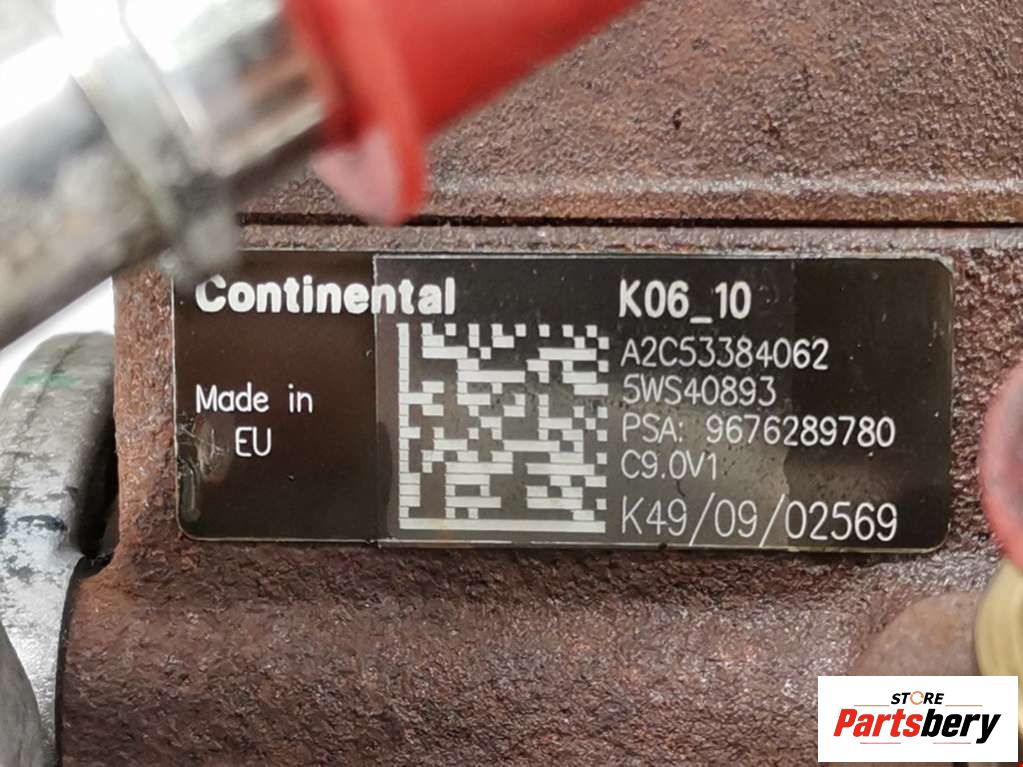 Continental
Made in
EU
K06_10
A2C53384062
5WS40893
PSA: 9676289780
C9.0V1
K49/09/02569
STORE
Partsbery